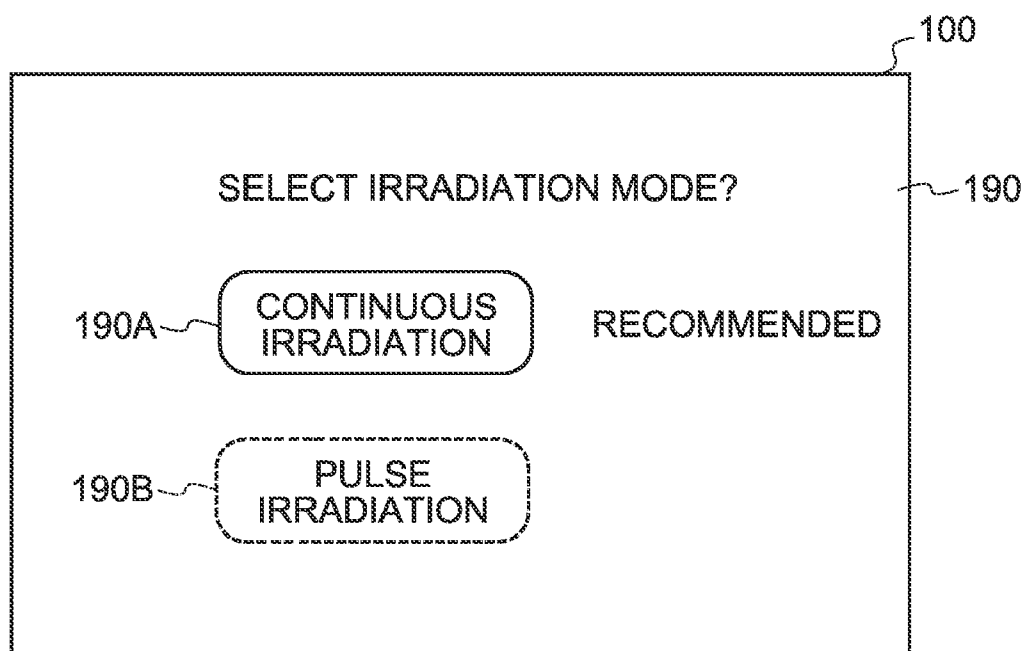 100
SELECT IRRADIATION MODE?
190
190A
CONTINUOUS
IRRADIATION
RECOMMENDED
190B
PULSE
IRRADIATION